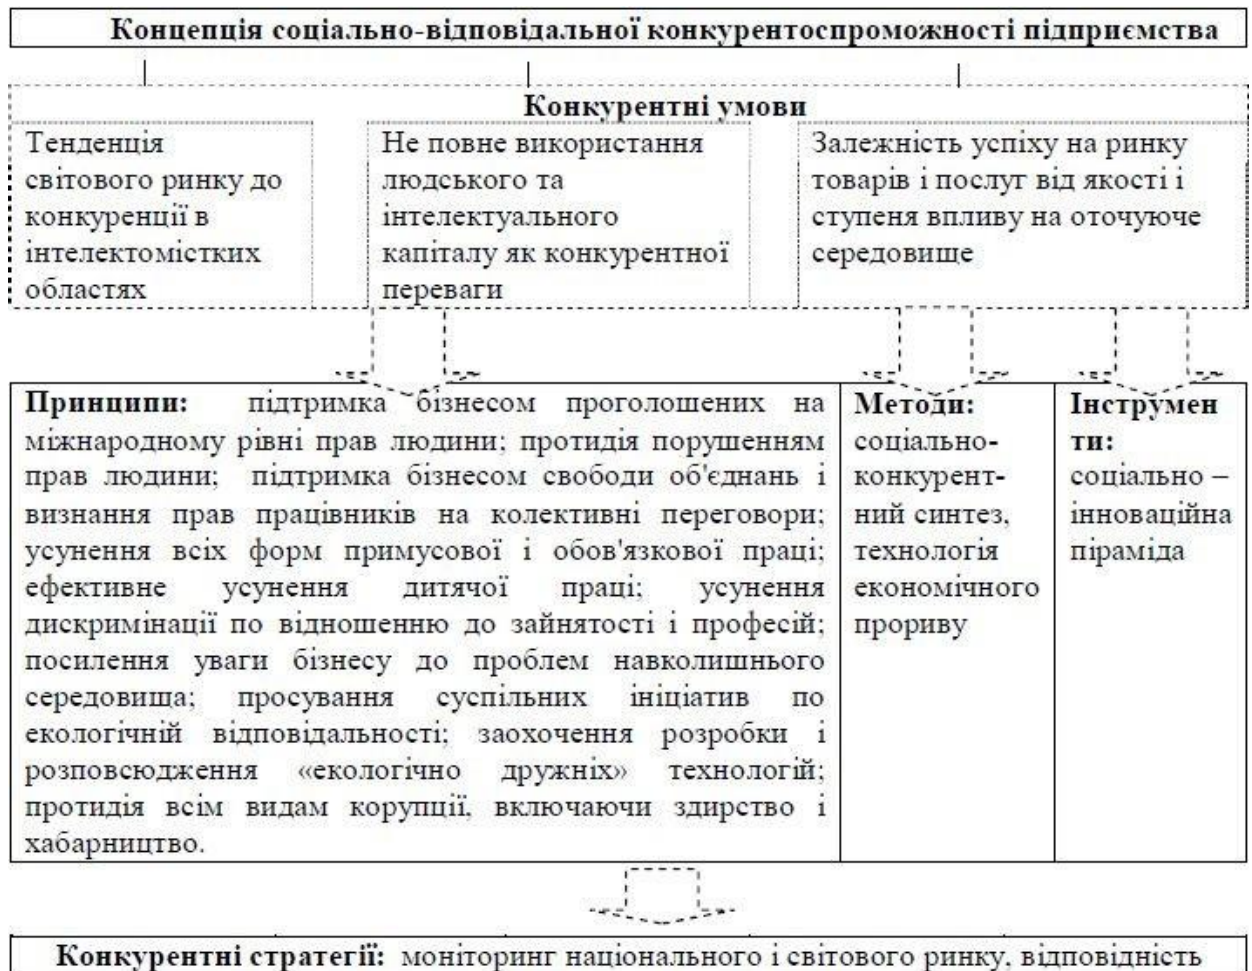 Концепція соціально-відповідальної конкурентоспроможності підприємства
Конкурентні умови
Тенденція
світового ринку до
конкуренції в
інтелектомістких
областях
Не повне використання
людського та
інтелектуального
капіталу як конкурентної
переваги
Залежність успіху на ринку
товарів і послуг від якості і
ступеня впливу на оточуюче
середовище
Принципи: підтримка бізнесом проголошених на
міжнародному рівні прав людини; протидія порушенням
прав людини; підтримка бізнесом свободи об'єднань і
визнання прав працівників на колективні переговори;
усунення всіх форм примусової і обов'язкової праці;
ефективне усунення дитячої праці; усунення
дискримінації по відношенню до зайнятості і професій;
посилення уваги бізнесу до проблем навколишнього
середовища; просування суспільних ініціатив по
екологічній відповідальності; заохочення розробки і
розповсюдження «екологічно дружніх» технологій;
протидія всім видам корупції, включаючи здирство і
хабарництво.
Методи:
соціально-
конкурент-
ний синтез,
технологія
економічного
прориву
Інструмен
ти:
соціально –
інноваційна
піраміда
Конкурентні стратегії: моніторинг національного і світового ринку, відповідність